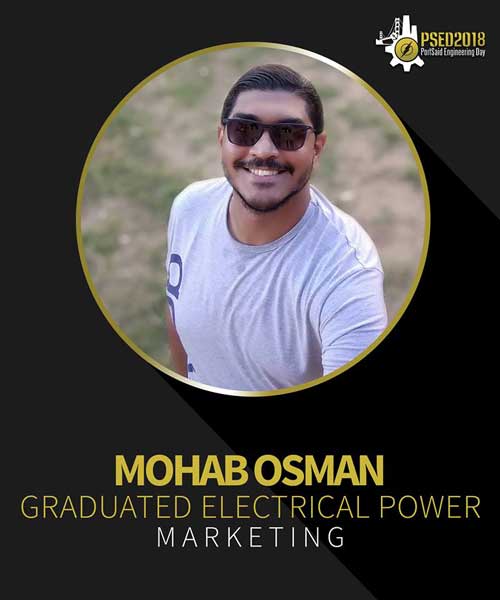 PSED2018
PortSaid Engineering Day
MOHAB OSMAN
GRADUATED ELECTRICAL POWER
MARKETING